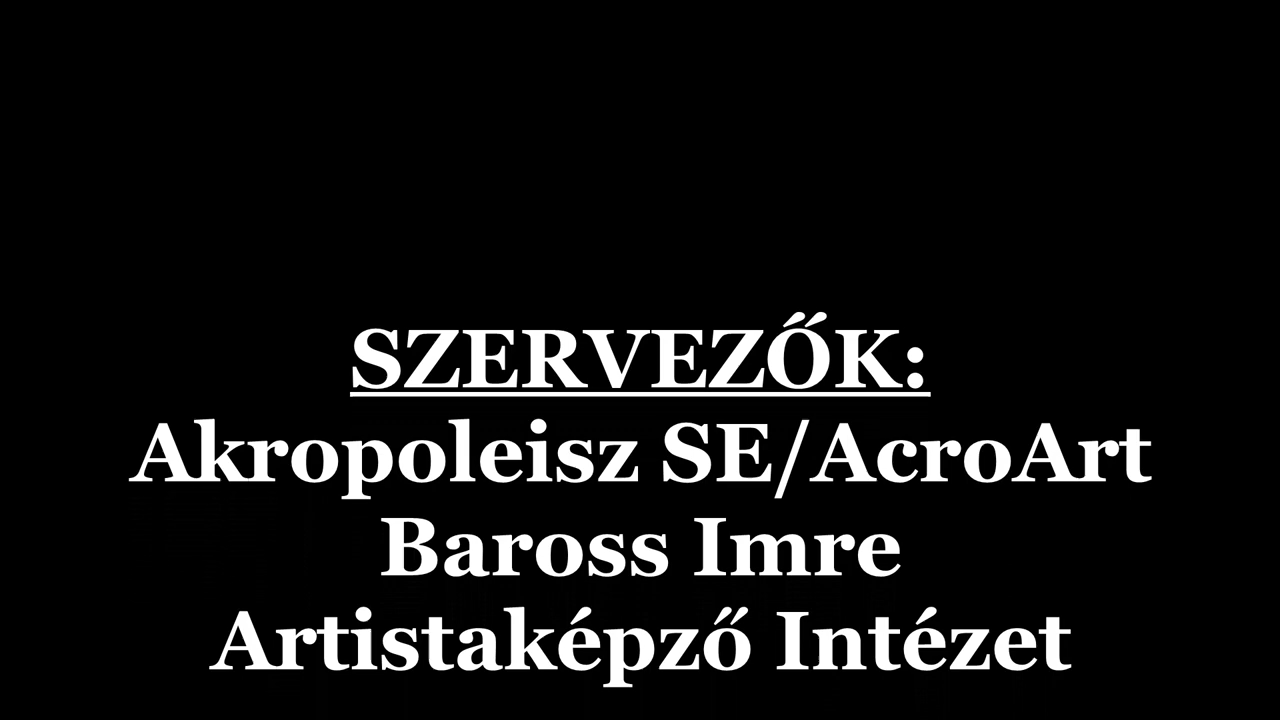 SZERVEZŐK:
Akropoleisz SE/AcroArt
Baross Imre
Artistaképző Intézet